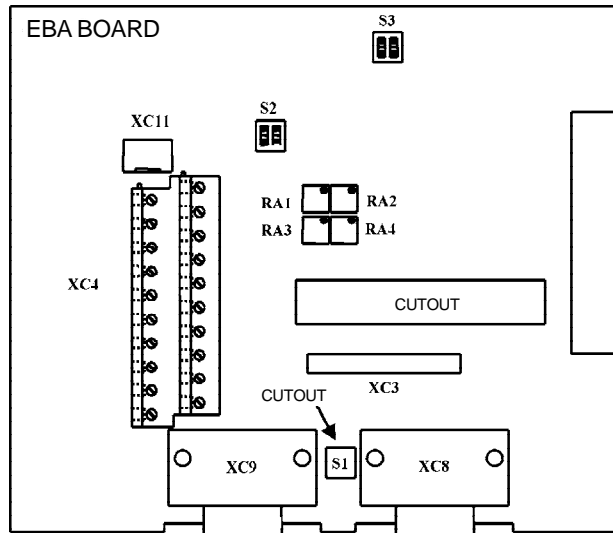 EBA BOARD
S3
S2
XC11
RA1
RA2
RA3
RA4
XC4
CUTOUT
XC3
CUTOUT
XC9
S1
XC8